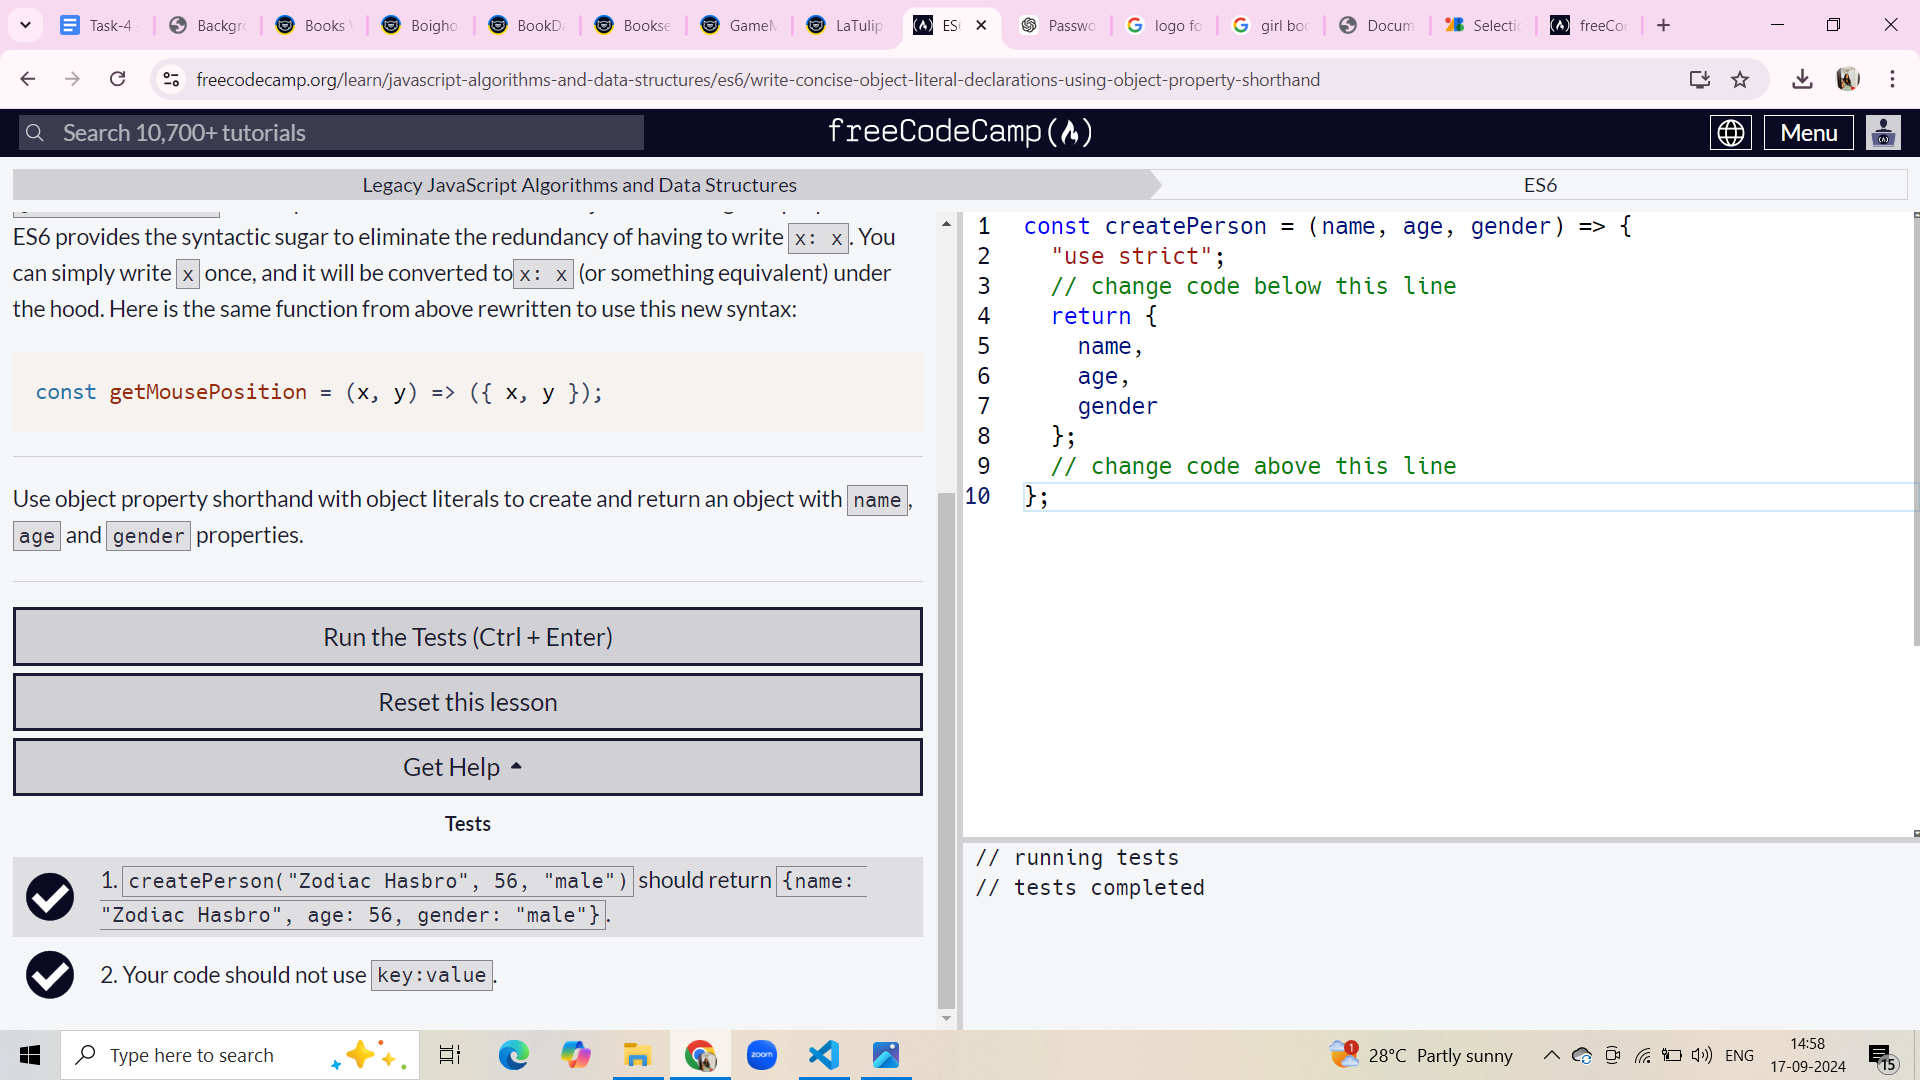 Task-4
Backgr
Books
Boigho
BookDa
Bookse
GameM
LaTulip
ES6
Passwo
logo fo
girl boo
Docum
Selectio
freeCo
freecodecamp.org/learn/javascript-algorithms-and-data-structures/es6/write-concise-object-literal-declarations-using-object-property-shorthand
Search 10,700+ tutorials
freeCodeCamp
Menu
Legacy JavaScript Algorithms and Data Structures
ES6
ES6 provides the syntactic sugar to eliminate the redundancy of having to write x: x. You
can simply write x once, and it will be converted to x: x (or something equivalent) under
the hood. Here is the same function from above rewritten to use this new syntax:
const getMousePosition = (x, y) => ({ x, y });
Use object property shorthand with object literals to create and return an object with name,
age and gender properties.
Run the Tests (Ctrl + Enter)
Reset this lesson
Get Help
Tests
1. createPerson("Zodiac Hasbro", 56, "male") should return {name:
"Zodiac Hasbro", age: 56, gender: "male"}.
2. Your code should not use key:value.
1 const createPerson = (name, age, gender) => {
2 "use strict";
3 // change code below this line
4 return {
5 name,
6 age,
7 gender
8 };
9 // change code above this line
10 };
// running tests
// tests completed
Type here to search
zoom
1
28°C Partly sunny
ENG
14:58
17-09-2024
15